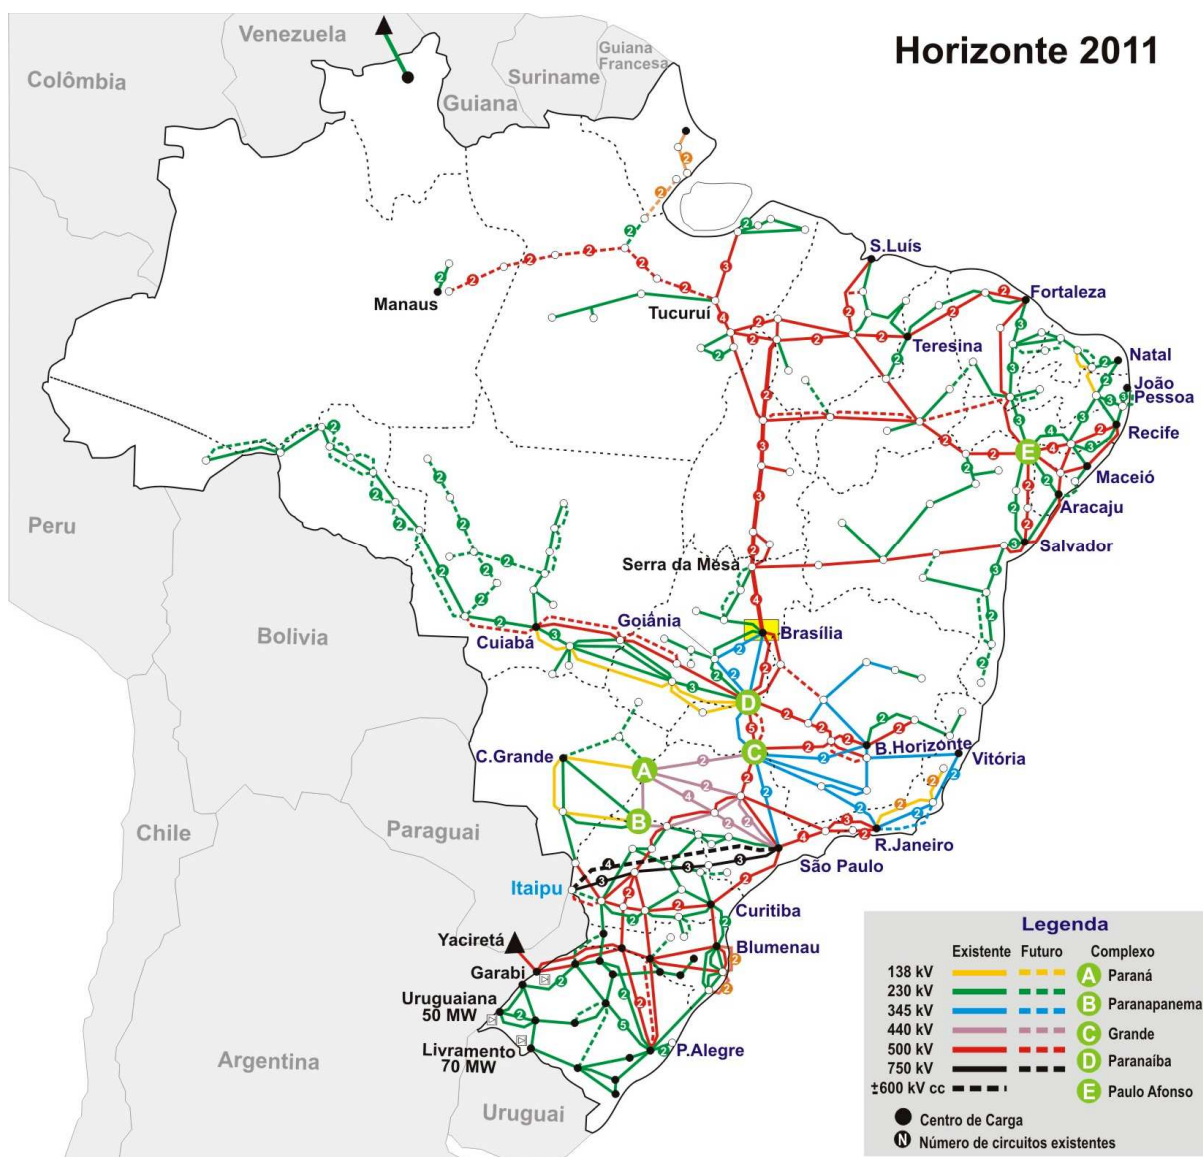 Horizonte 2011
Venezuela
Guiana
Francesa
Suriname
Colômbia
Guiana
S.Luís
Manaus
Tucuruí
Fortaleza
Teresina
Natal
João
Pessoa
Recife
Maceió
Aracaju
Salvador
Peru
Serra da Mesa
Goiânia
Brasília
Cuiabá
Bolivia
C.Grande
B.Horizonte
Vitória
Chile
Paraguai
R.Janeiro
São Paulo
Itaipu
Curitiba
Yaciretá
Blumenau
Garabi
Uruguaiana
50 MW
Livramento
70 MW
P.Alegre
Argentina
Uruguai
A
B
C
D
E
Legenda
Existente Futuro Complexo
138 kV A Paraná
230 kV
345 kV B Paranapanema
440 kV C Grande
500 kV D Paranaíba
750 kV
±600 kV cc E Paulo Afonso
Centro de Carga
N Número de circuitos existentes